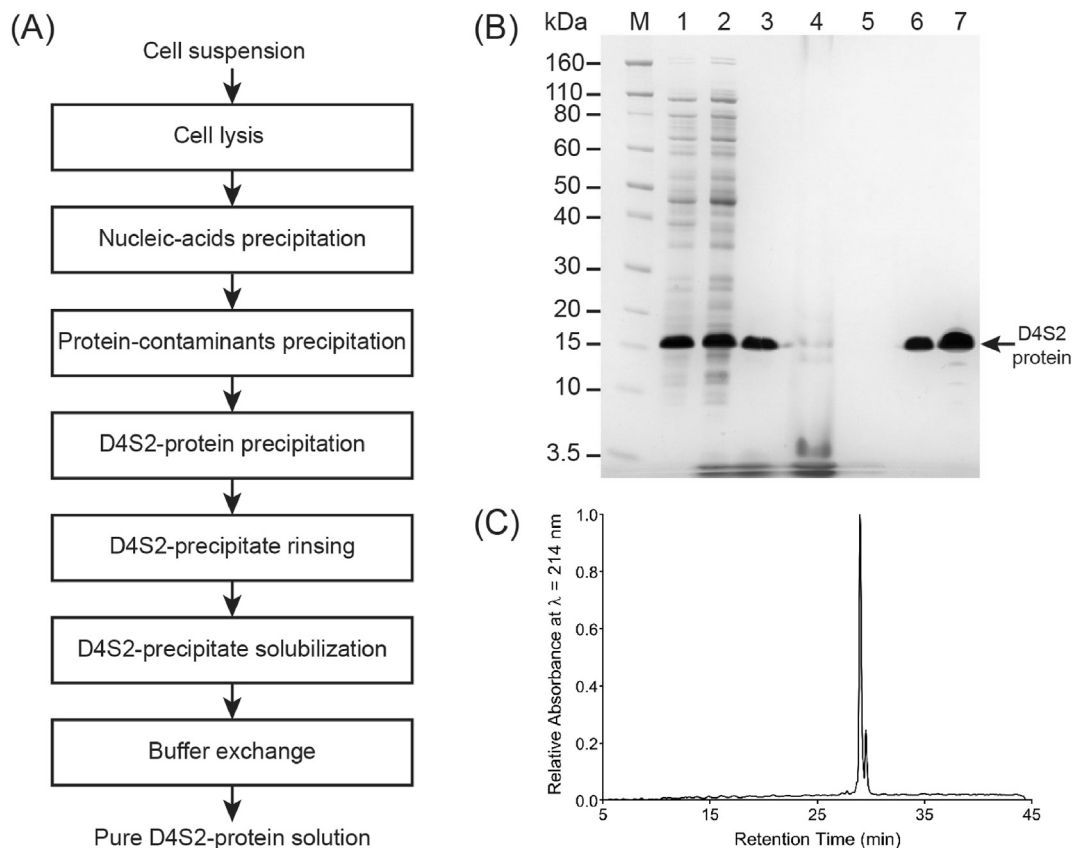 (A)
Cell suspension
Cell lysis
Nucleic-acids precipitation
Protein-contaminants precipitation
D4S2-protein precipitation
D4S2-precipitate rinsing
D4S2-precipitate solubilization
Buffer exchange
Pure D4S2-protein solution
(B)
kDa M 1 2 3 4 5 6 7
160
110
80
60
50
40
30
20
15
10
3.5
D4S2
protein
(C)
Relative Absorbance at λ = 214 nm
1.0
0.8
0.6
0.4
0.2
0.0
5 15 25 35 45
Retention Time (min)